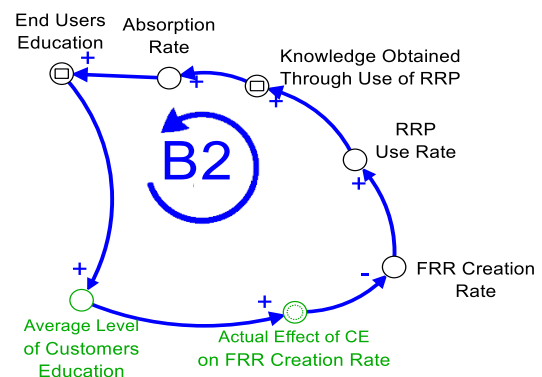 End Users
Education
Absorption
Rate
Knowledge Obtained
Through Use of RRP
+
+
+
B2
RRP
Use Rate
+
FRR Creation
Rate
-
+
+
Average Level
of Customers
Education
Actual Effect of CE
on FRR Creation Rate